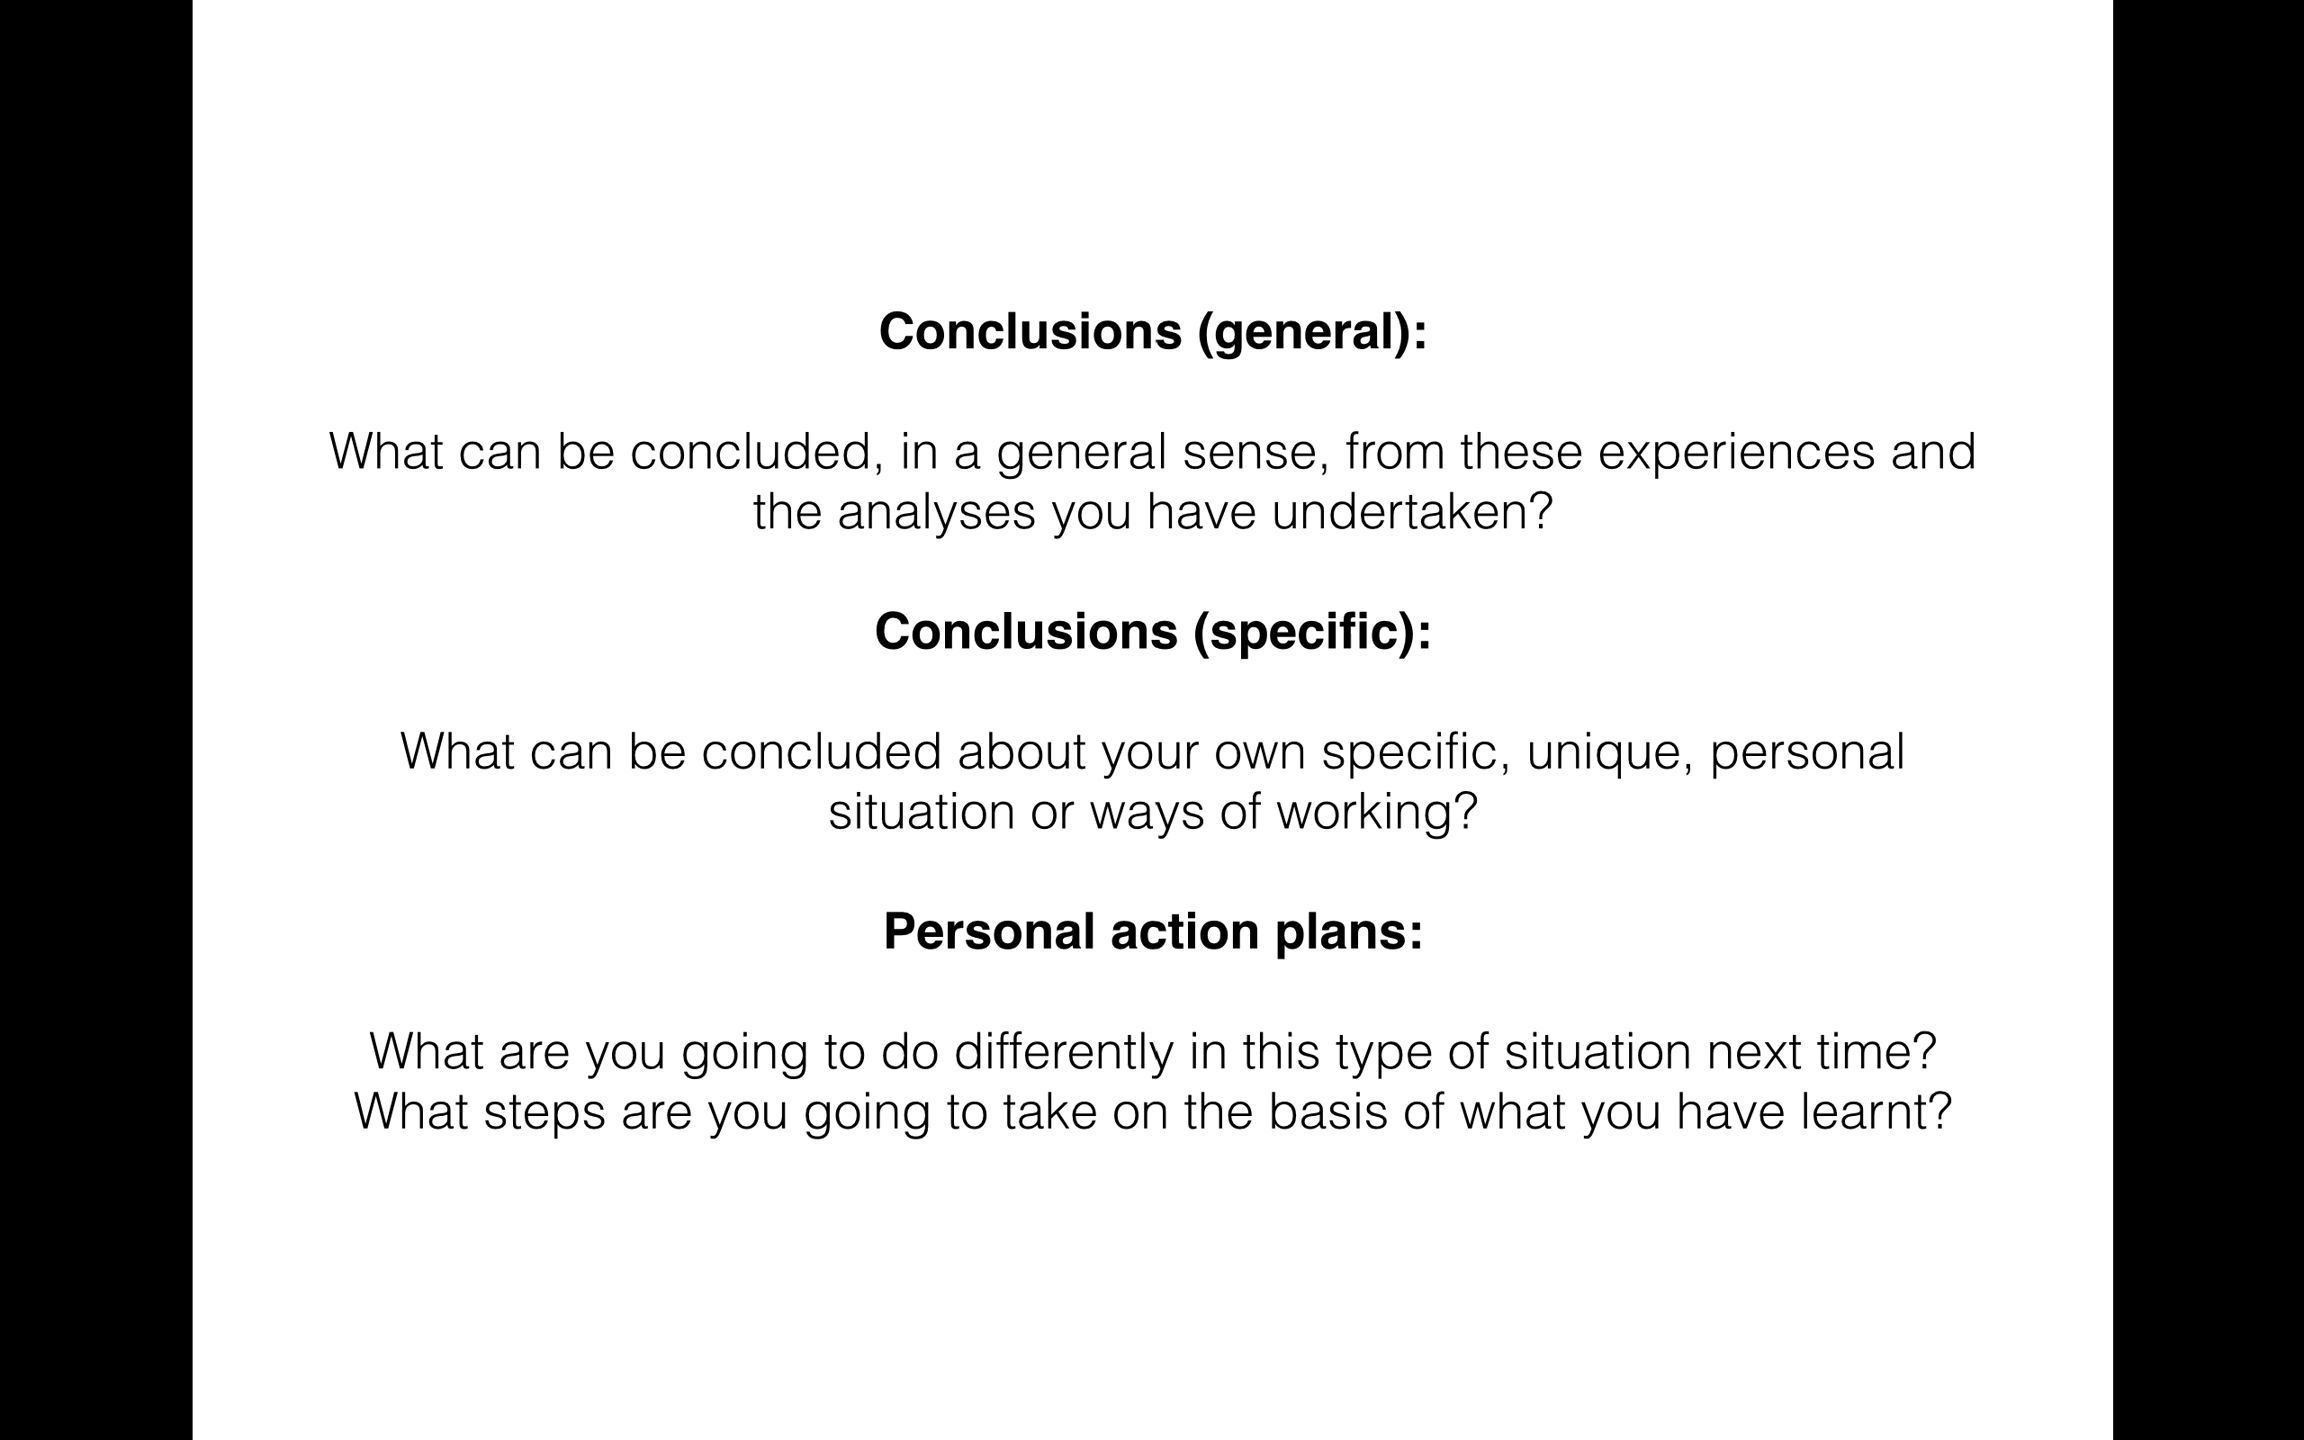 Conclusions (general):
What can be concluded, in a general sense, from these experiences and
the analyses you have undertaken?
Conclusions (specific):
What can be concluded about your own specific, unique, personal
situation or ways of working?
Personal action plans:
What are you going to do differently in this type of situation next time?
What steps are you going to take on the basis of what you have learnt?